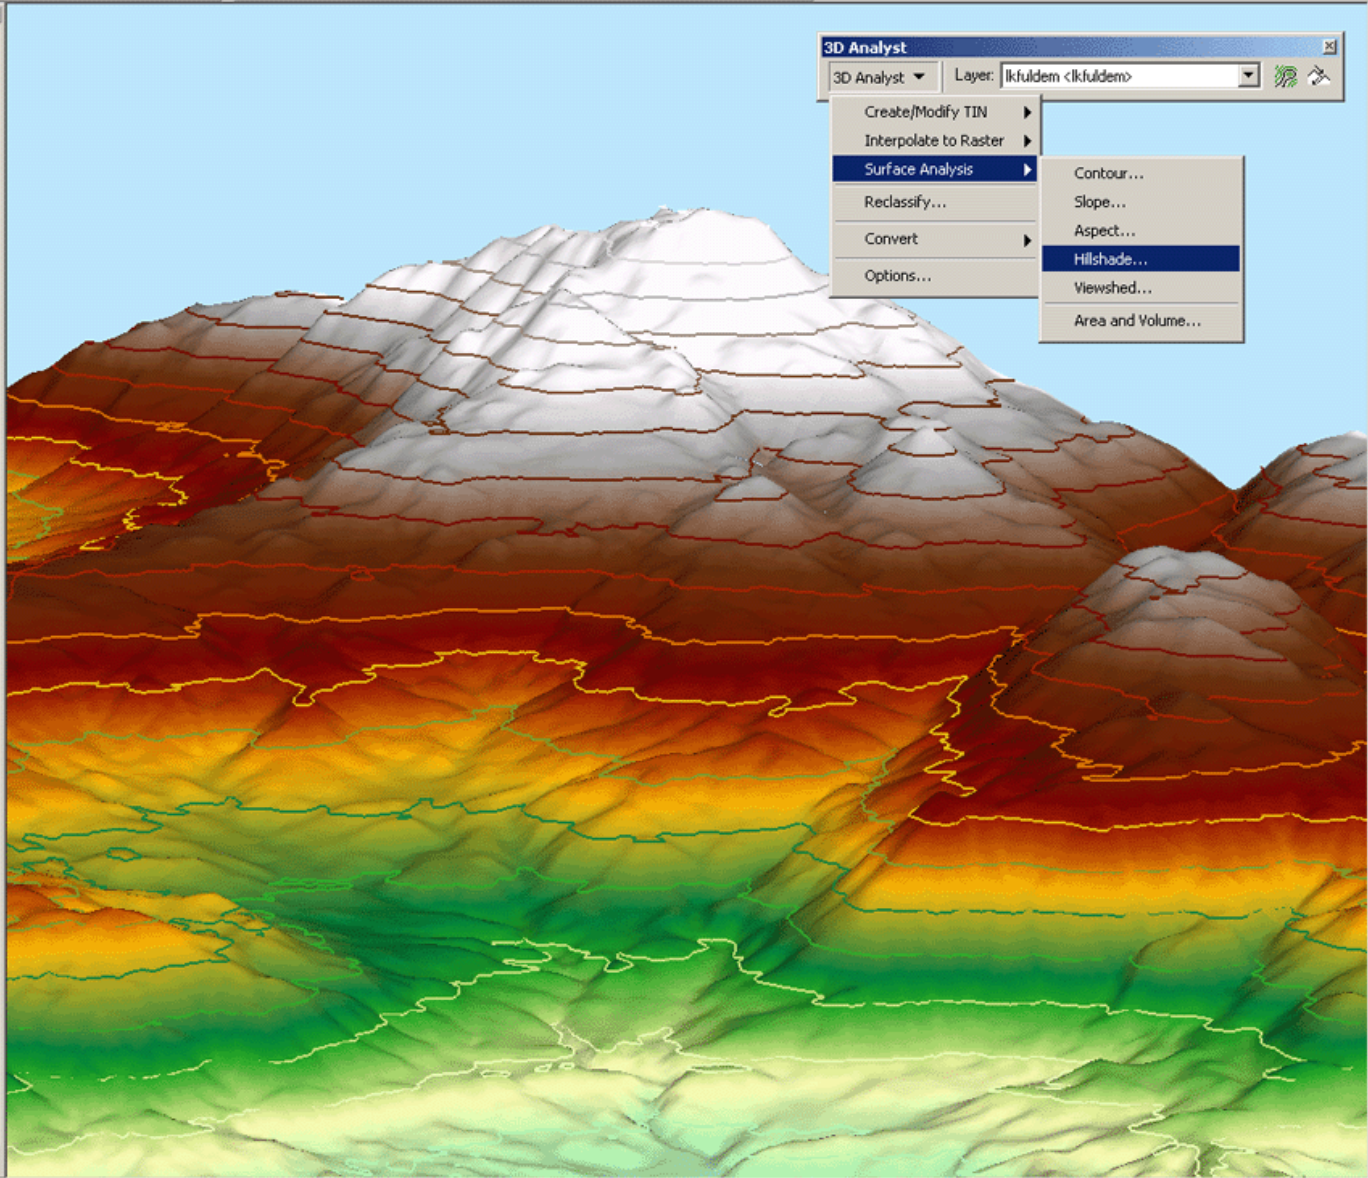 3D Analyst
3D Analyst Layer: lkfuldem <lkfuldem>
Create/Modify TIN
Interpolate to Raster
Surface Analysis
Reclassify...
Convert
Options...
Contour...
Slope...
Aspect...
Hillshade...
Viewshed...
Area and Volume...